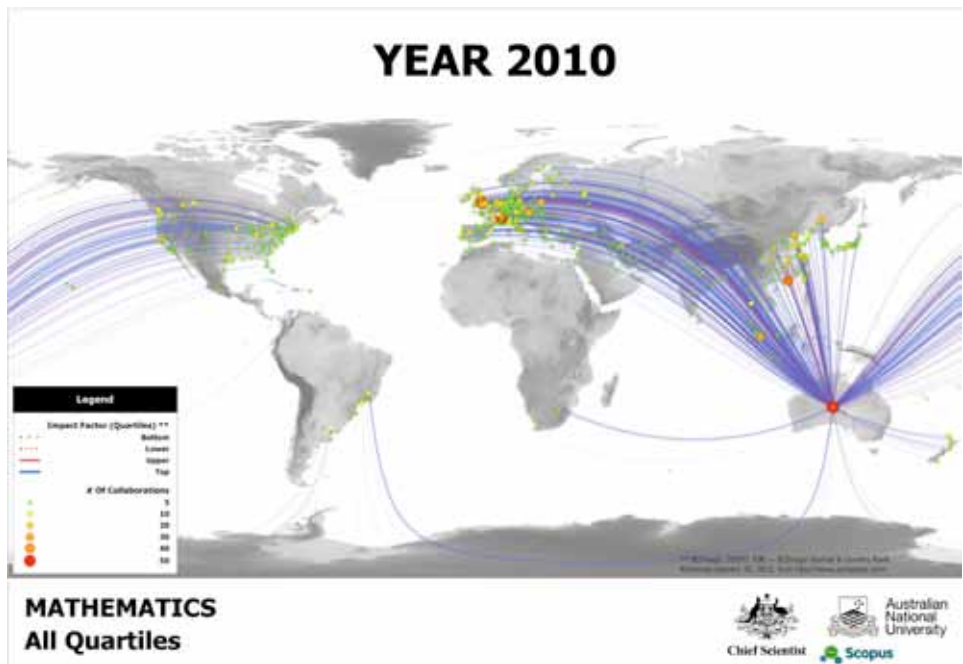 YEAR 2010
Legend
Impact Factor (Quartiles) **
Bottom
Lower
Upper
Top
# Of Collaborations
5
10
20
30
40
50
MATHEMATICS
All Quartiles
Chief Scientist
Australian
National
University
Scopus